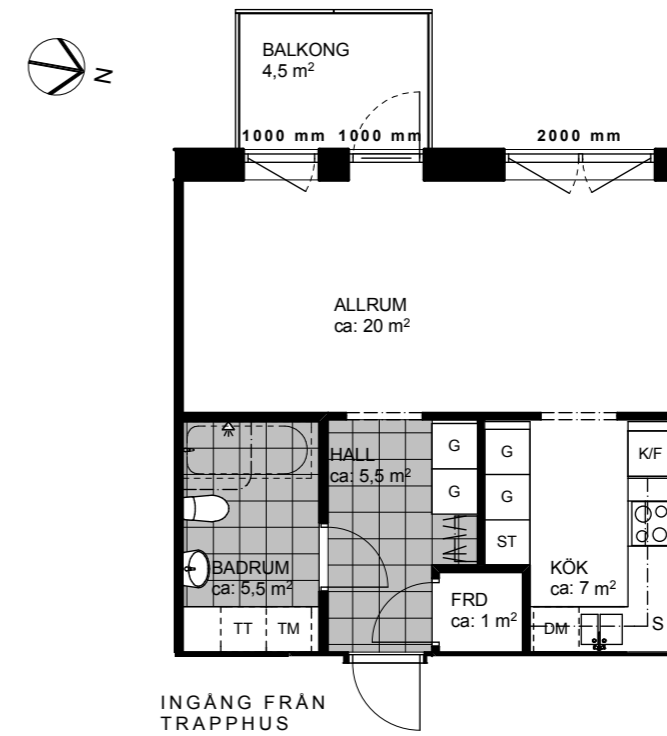 BALKONG
4,5 m²
N
1000 mm 1000 mm 2000 mm
ALLRUM
ca: 20 m²
HALL
ca: 5,5 m²
G
G
G
G
ST
K/F
BADRUM
ca: 5,5 m²
TT
TM
FRD
ca: 1 m²
KÖK
ca: 7 m²
DM
S
INGÅNG FRÅN
TRAPPHUS